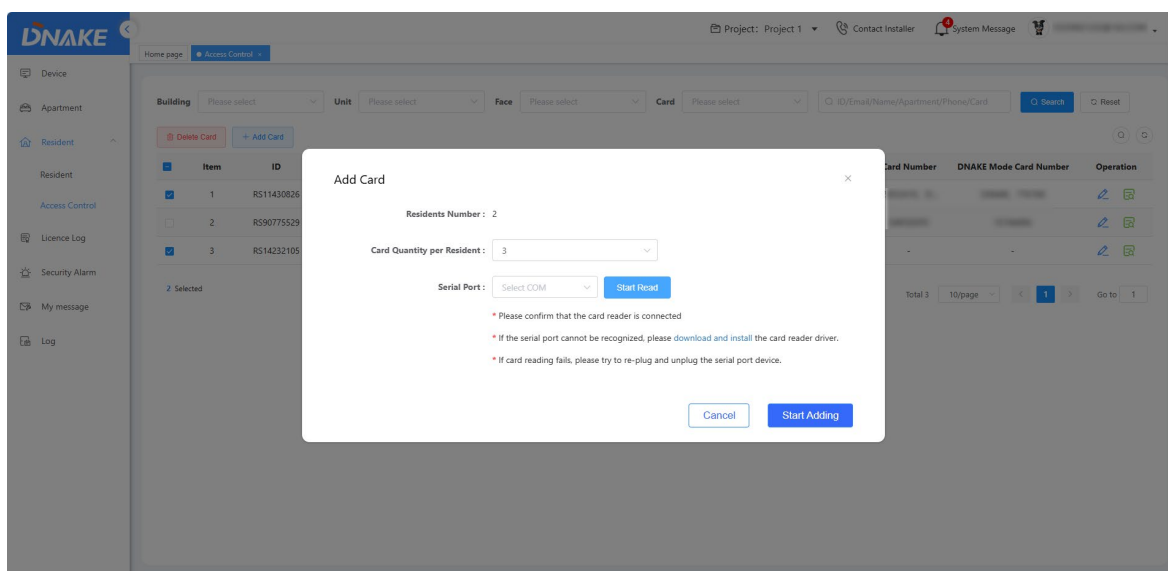 DNAKE
Project: Project 1
Contact Installer
4
System Message
Home page
Access Control ×
Device
Apartment
Resident
Resident
Access Control
Licence Log
Security Alarm
My message
Log
Building Please select Unit Please select Face Please select Card Please select ID/Email/Name/Apartment/Phone/Card Search Reset
Delete Card + Add Card
Item ID Card Number DNAKE Mode Card Number Operation
1 RS11430826
2 RS90775529
3 RS14232105 - -
2 Selected
Total 3 10/page < 1 > Go to 1
Add Card ×
Residents Number : 2
Card Quantity per Resident : 3
Serial Port : Select COM Start Read
* Please confirm that the card reader is connected
* If the serial port cannot be recognized, please download and install the card reader driver.
* If card reading fails, please try to re-plug and unplug the serial port device.
Cancel Start Adding